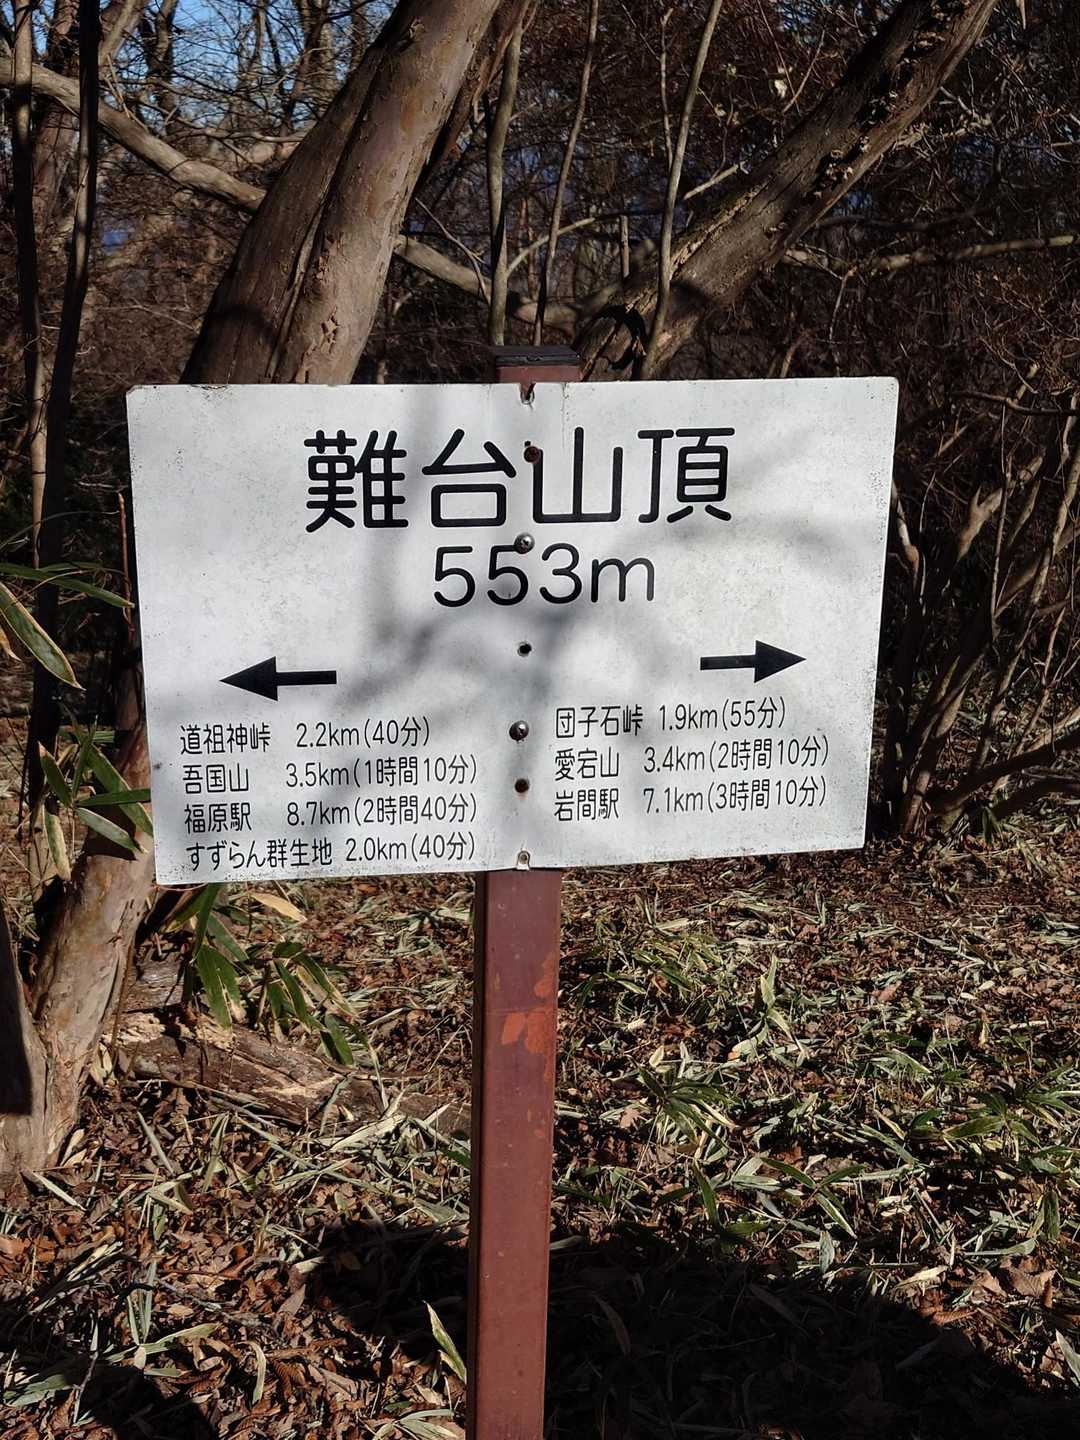 難台山頂
553m
道祖神峠 2.2km(40分)
吾国山 3.5km(1時間10分)
福原駅 8.7km(2時間40分)
すずらん群生地 2.0km(40分)
団子石峠 1.9km(55分)
愛宕山 3.4km(2時間10分)
岩間駅 7.1km(3時間10分)